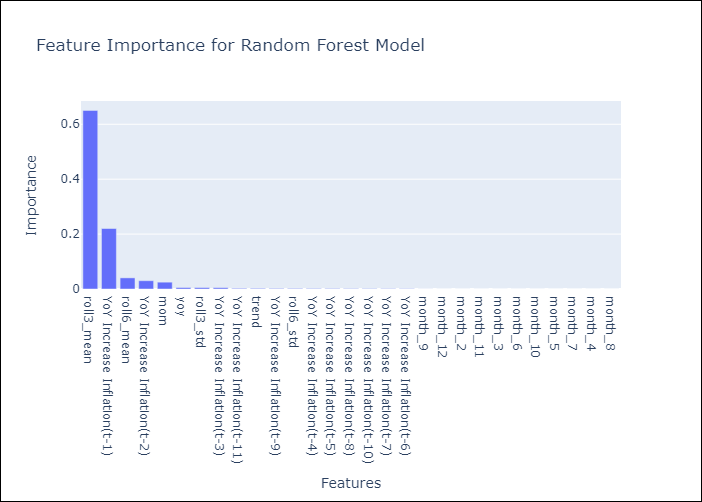 Feature Importance for Random Forest Model
Importance
0.6
0.4
0.2
0
roll3_mean
YoY Increase Inflation(t-1)
roll6_mean
YoY Increase Inflation(t-2)
mom
yoy
roll3_std
YoY Increase Inflation(t-3)
YoY Increase Inflation(t-11)
trend
YoY Increase Inflation(t-9)
roll6_std
YoY Increase Inflation(t-4)
YoY Increase Inflation(t-5)
YoY Increase Inflation(t-8)
YoY Increase Inflation(t-10)
YoY Increase Inflation(t-7)
YoY Increase Inflation(t-6)
month_9
month_12
month_2
month_11
month_3
month_6
month_10
month_5
month_7
month_4
month_8
Features